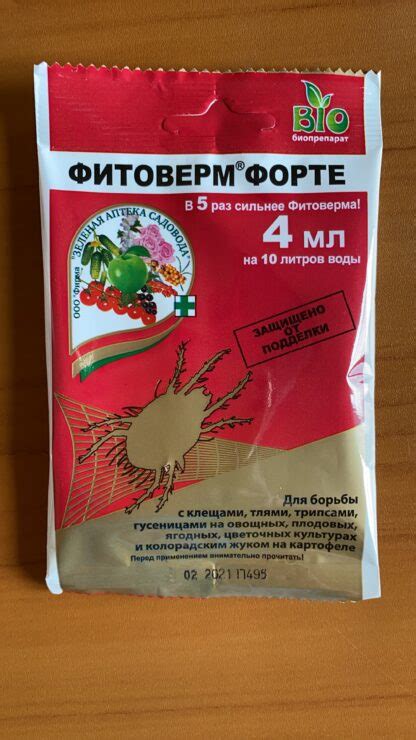 BIO
биопрепарат
ФИТОВЕРМ® ФОРТЕ
В 5 раз сильнее Фитоверма!
4 мл
на 10 литров воды
ООО "Фирма "ЗЕЛЕНАЯ АПТЕКА САДОВОДА"
ЗАЩИЩЕНО
ОТ
ПОДДЕЛКИ
Для борьбы
с клещами, тлями, трипсами,
гусеницами на овощных, плодовых,
ягодных, цветочных культурах
и колорадским жуком на картофеле
Перед применением внимательно прочитать!
02 202117495